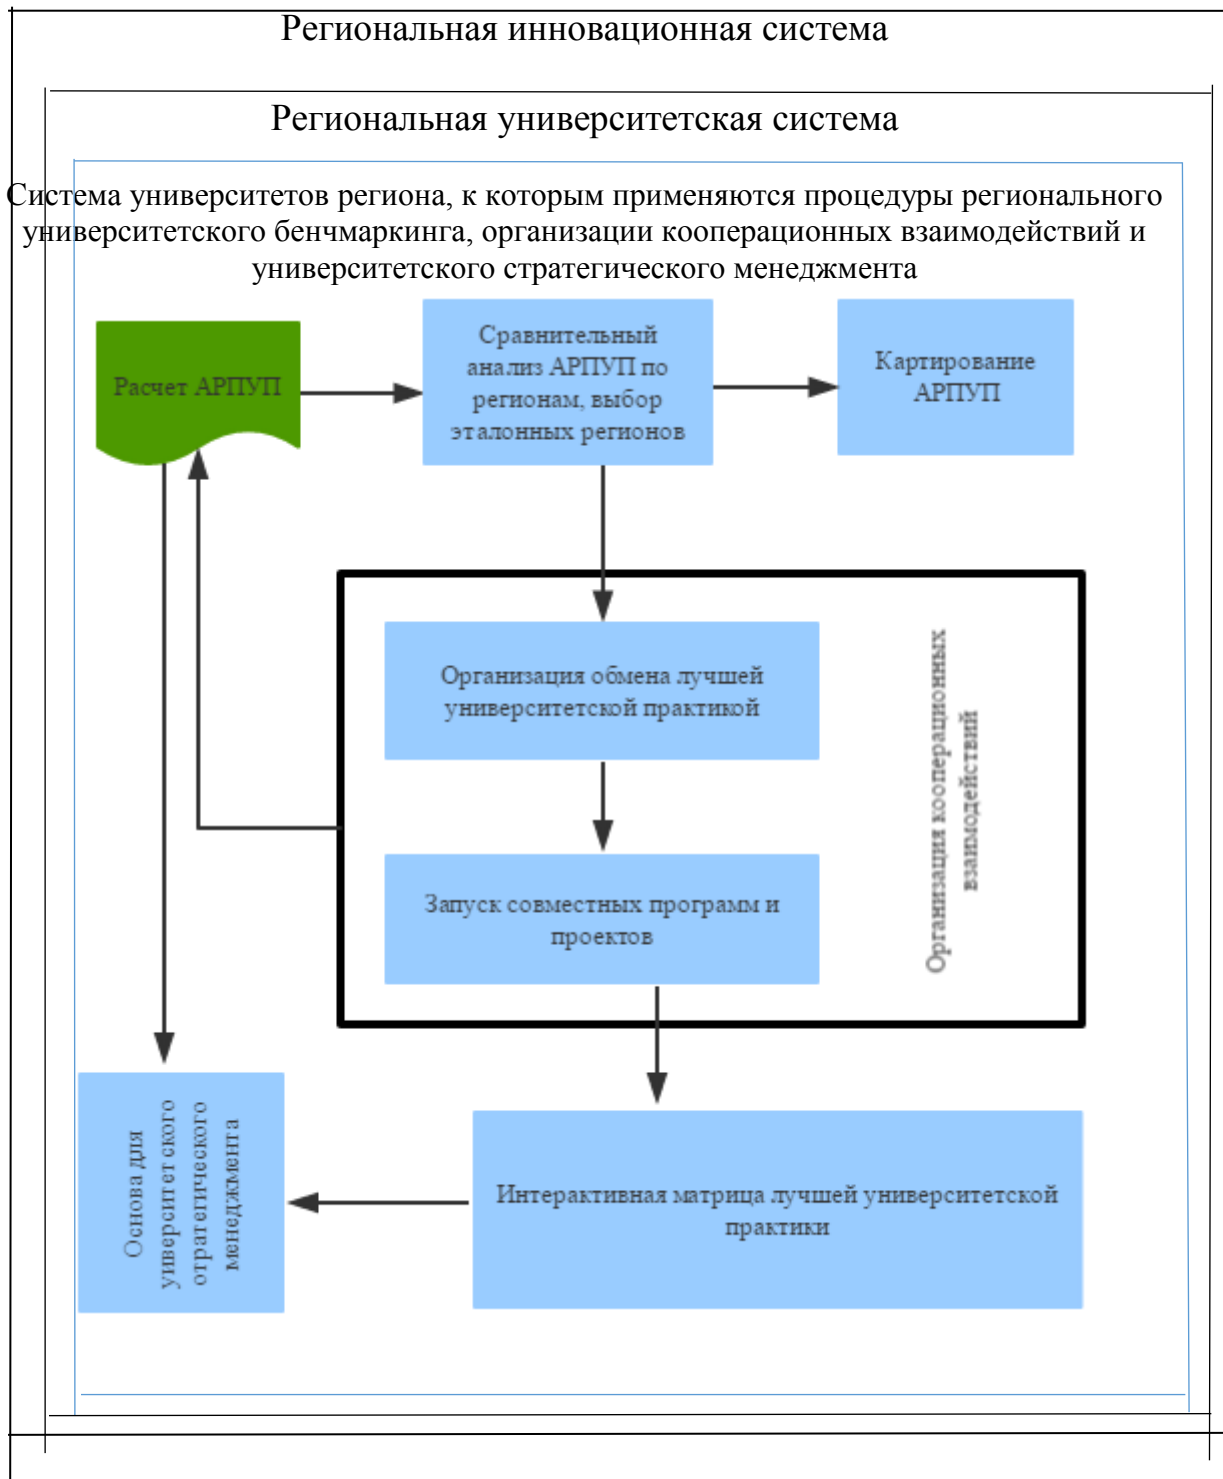 Региональная инновационная система
Региональная университетская система
Система университетов региона, к которым применяются процедуры регионального
университетского бенчмаркинга, организации кооперационных взаимодействий и
университетского стратегического менеджмента
Расчет АРПУП
Сравнительный
анализ АРПУП по
регионам, выбор
эталонных регионов
Картирование
АРПУП
Организация обмена лучшей
университетской практикой
Организация кооперационных
взаимодействий
Запуск совместных программ и
проектов
Основа для
уиверситетского
отратегического
менеджмента
Интерактивная матрица лучшей университетской
практики